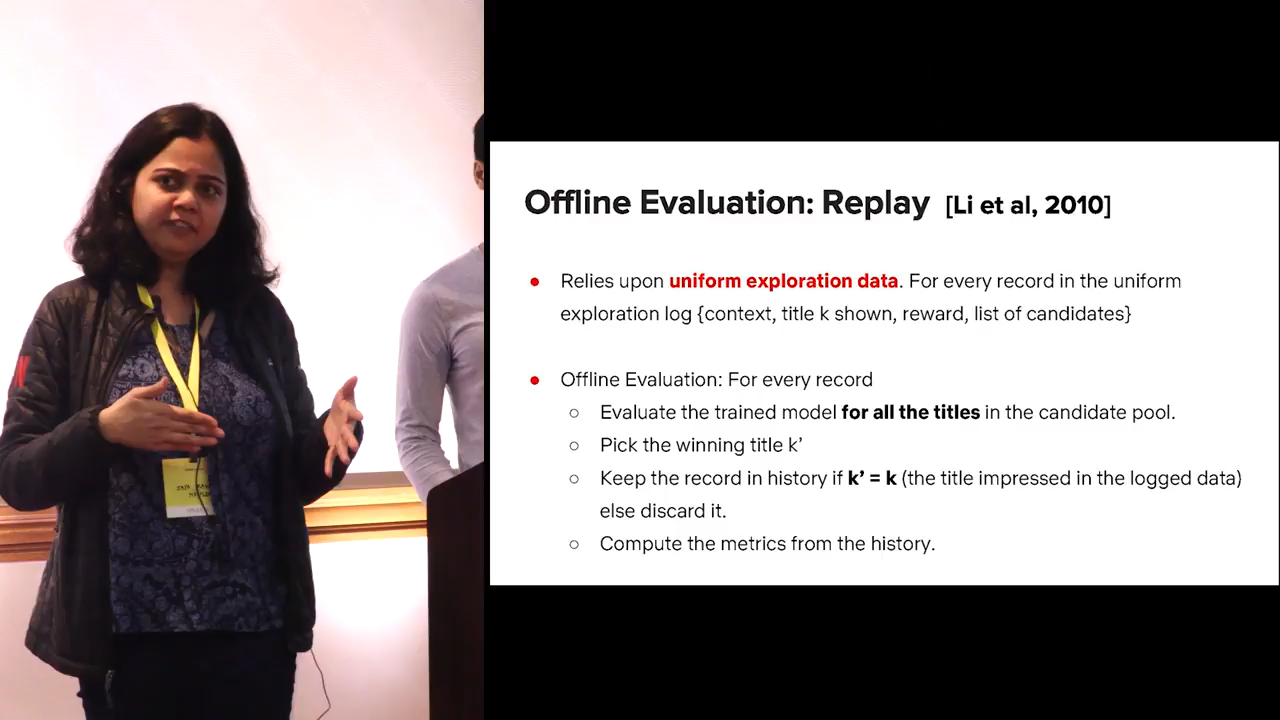 Offline Evaluation: Replay [Li et al, 2010]
● Relies upon uniform exploration data. For every record in the uniform
exploration log {context, title k shown, reward, list of candidates}
● Offline Evaluation: For every record
○ Evaluate the trained model for all the titles in the candidate pool.
○ Pick the winning title k’
○ Keep the record in history if k’ = k (the title impressed in the logged data)
else discard it.
○ Compute the metrics from the history.
N